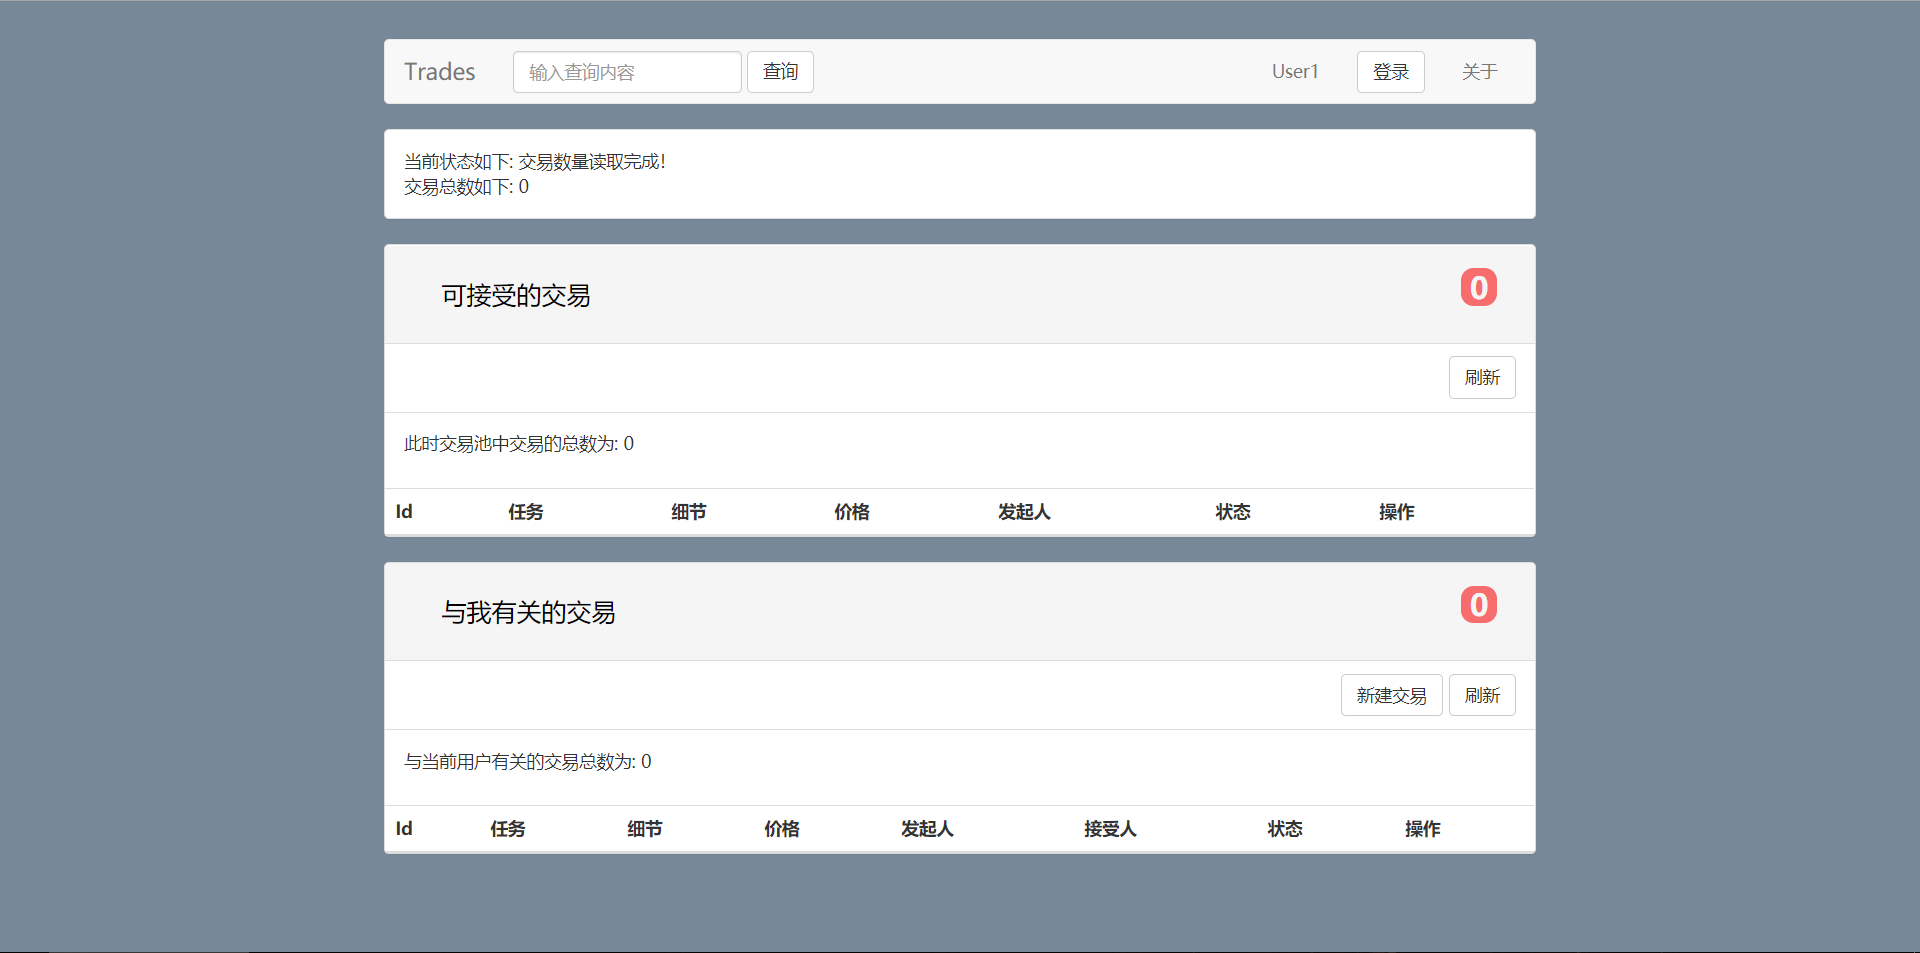 Trades 输入查询内容 查询 User1 登录 关于
当前状态如下: 交易数量读取完成!
交易总数如下: 0
可接受的交易 0
刷新
此时交易池中交易的总数为: 0
Id 任务 细节 价格 发起人 状态 操作
与我有关的交易 0
新建交易 刷新
与当前用户有关的交易总数为: 0
Id 任务 细节 价格 发起人 接受人 状态 操作